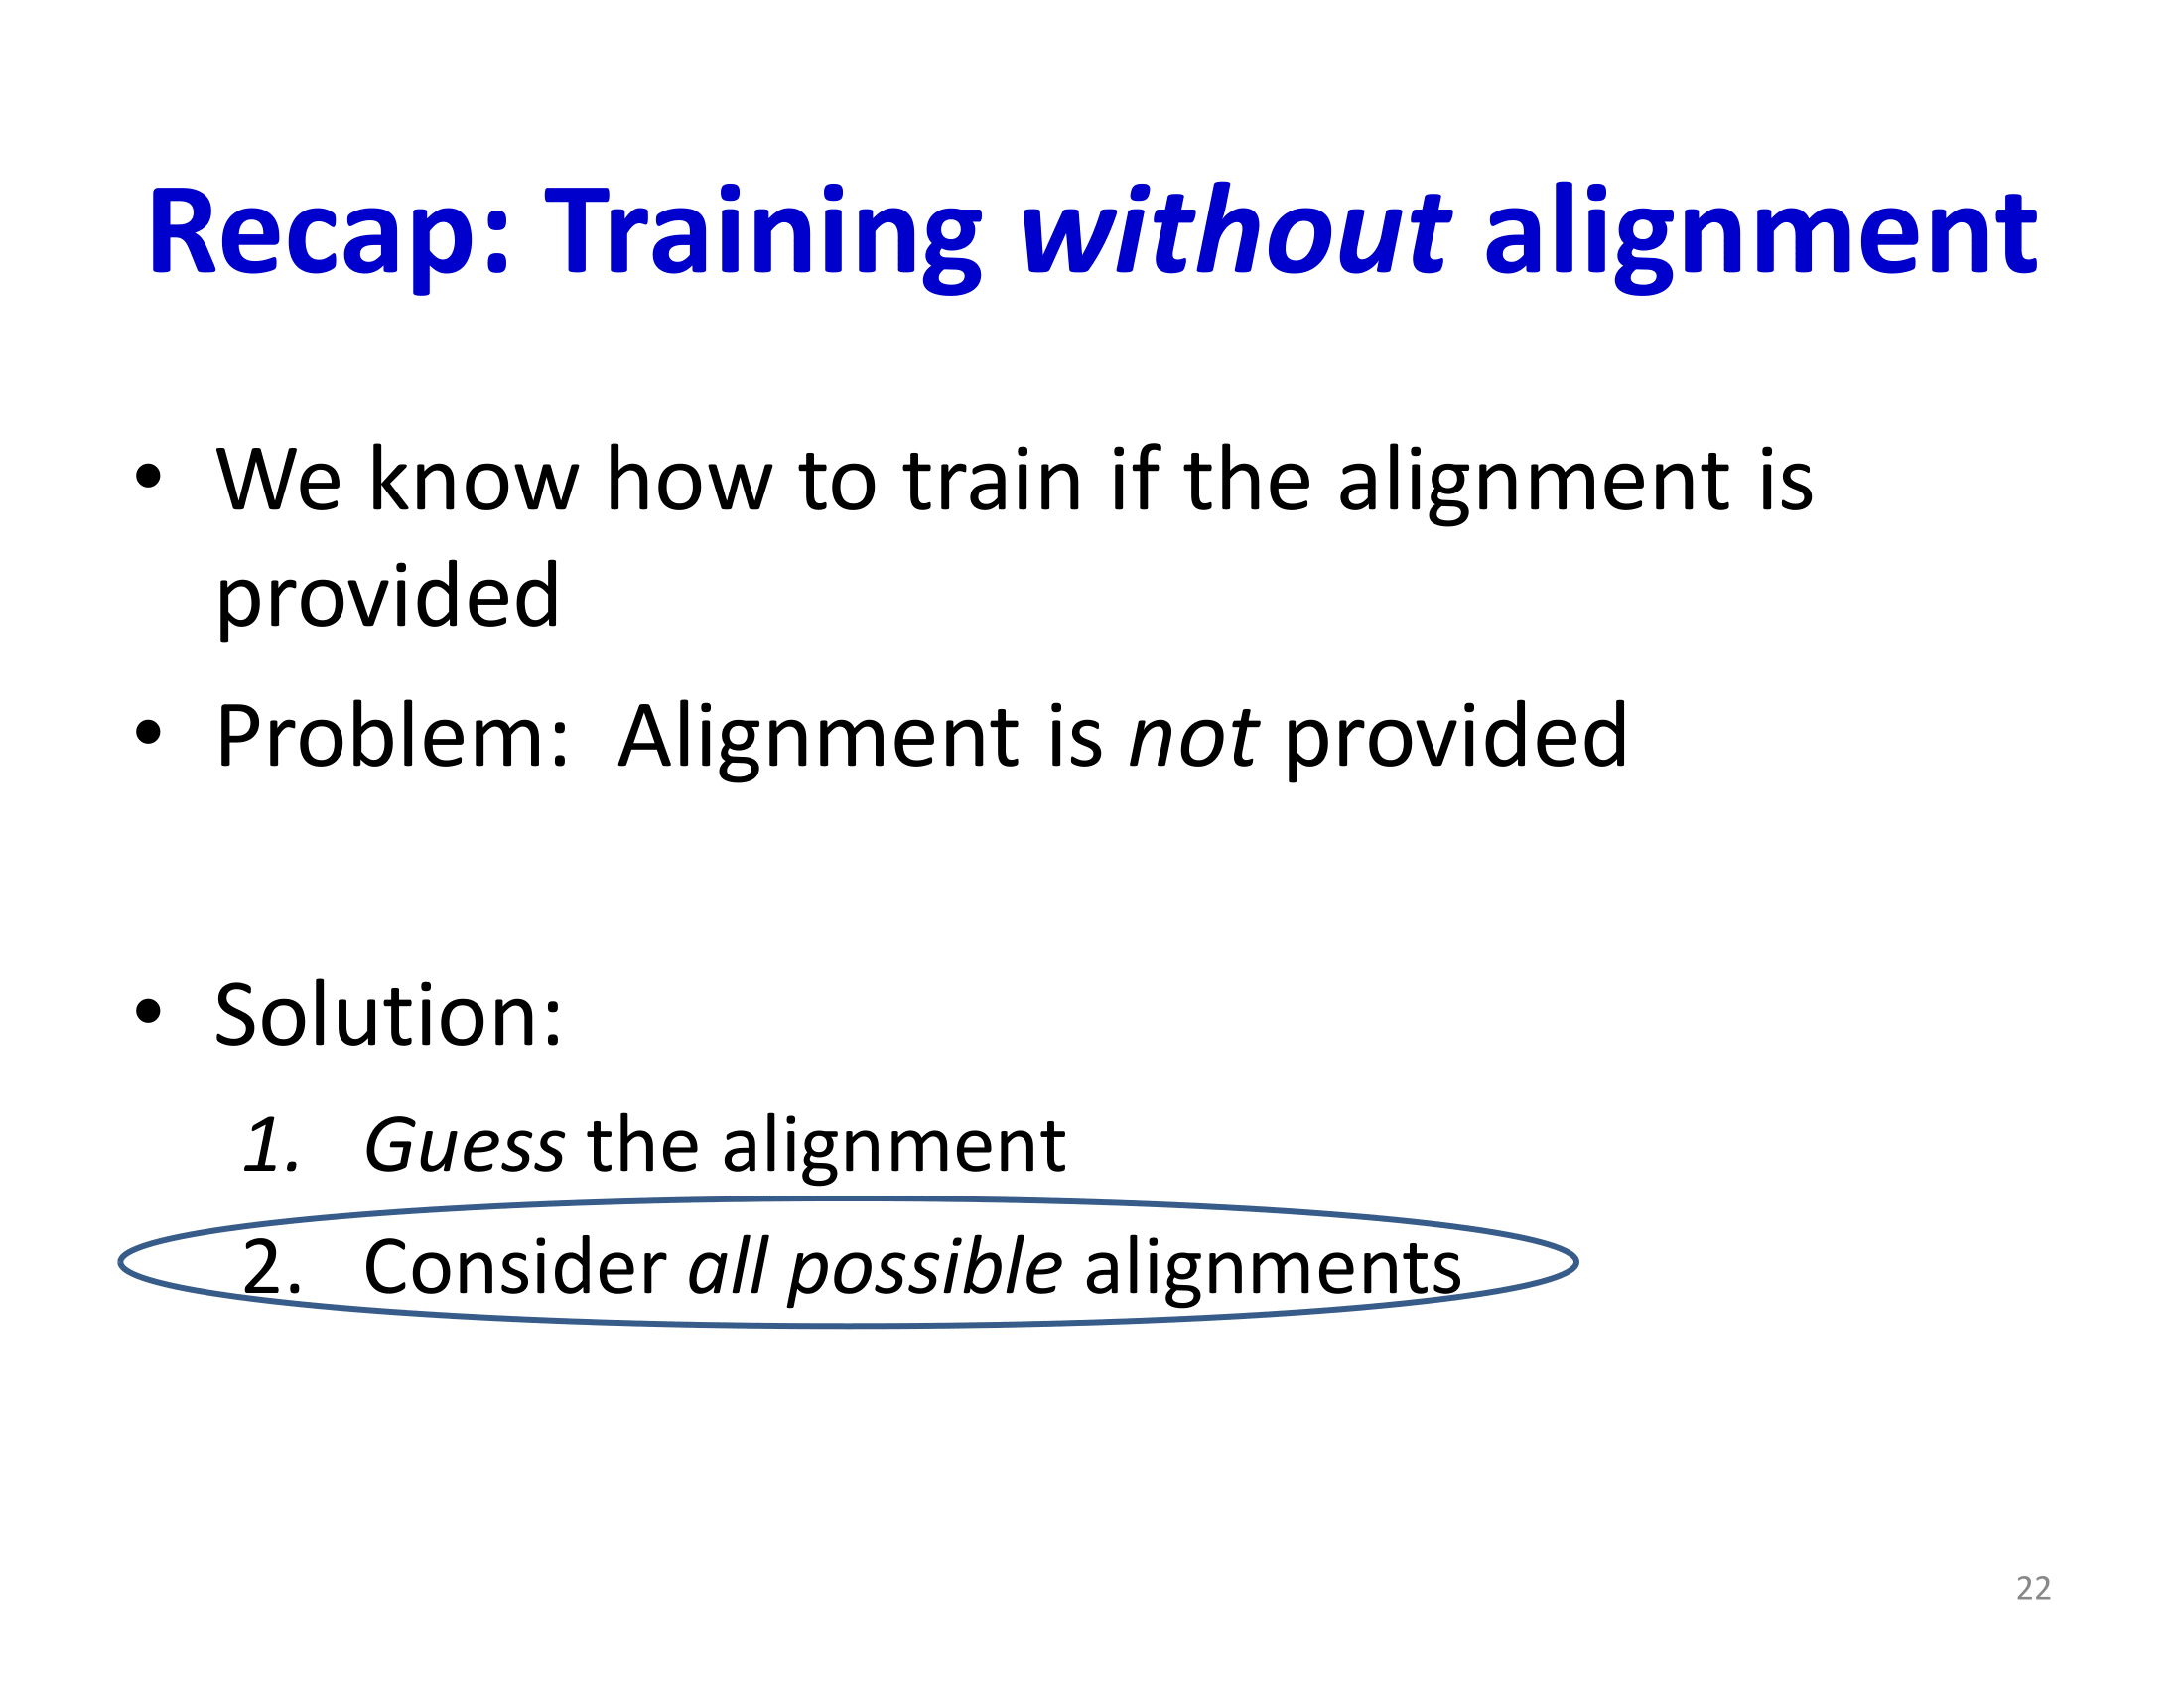 Recap: Training without alignment
• We know how to train if the alignment is
provided
• Problem: Alignment is not provided
• Solution:
1. Guess the alignment
2. Consider all possible alignments
22